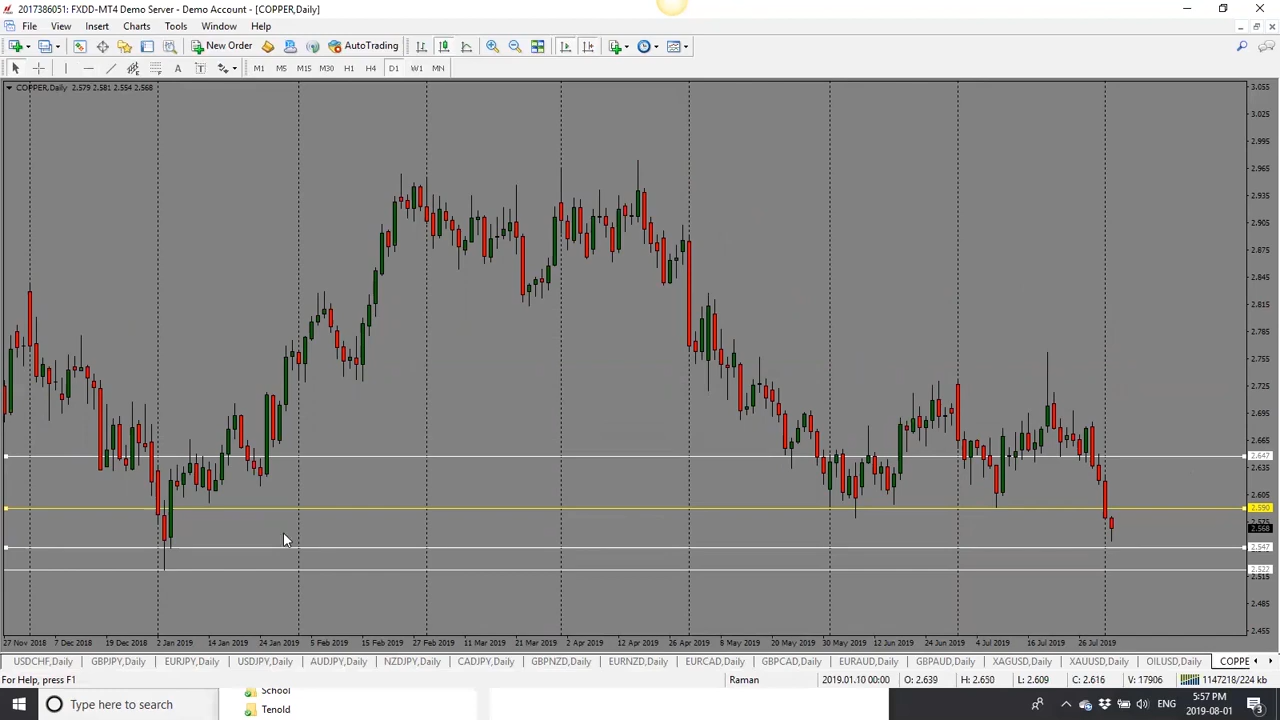 2017386051: FXDD-MT4 Demo Server - Demo Account - [COPPER,Daily]
File View Insert Charts Tools Window Help
New Order AutoTrading
A T M1 M5 M15 M30 H1 H4 D1 W1 MN
COPPER,Daily 2.579 2.581 2.554 2.568
3.055
3.025
2.995
2.965
2.935
2.905
2.875
2.845
2.815
2.785
2.755
2.725
2.695
2.665
2.647
2.635
2.605
2.590
2.575
2.568
2.547
2.522
2.515
2.485
2.455
27 Nov 2018 7 Dec 2018 19 Dec 2018 2 Jan 2019 14 Jan 2019 24 Jan 2019 5 Feb 2019 15 Feb 2019 27 Feb 2019 11 Mar 2019 21 Mar 2019 2 Apr 2019 12 Apr 2019 26 Apr 2019 8 May 2019 20 May 2019 30 May 2019 12 Jun 2019 24 Jun 2019 4 Jul 2019 16 Jul 2019 26 Jul 2019
USDCHF,Daily GBPJPY,Daily EURJPY,Daily USDJPY,Daily AUDJPY,Daily NZDJPY,Daily CADJPY,Daily GBPNZD,Daily EURNZD,Daily EURCAD,Daily GBPCAD,Daily EURAUD,Daily GBPAUD,Daily XAGUSD,Daily XAUUSD,Daily OILUSD,Daily COPPE
For Help, press F1 Raman 2019.01.10 00:00 O: 2.639 H: 2.650 L: 2.609 C: 2.616 V: 17906 1147218/224 kb
School
Type here to search
Tenold
ENG
5:57 PM
2019-08-01
3